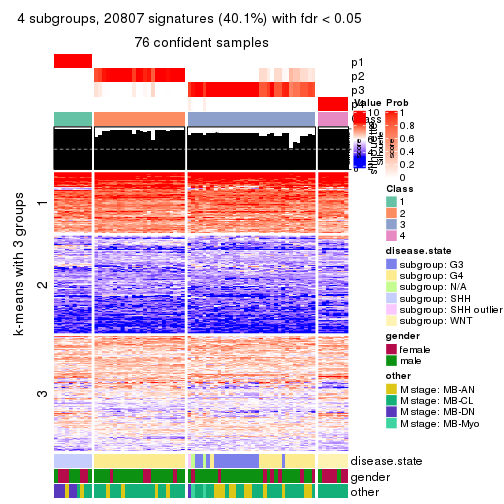 4 subgroups, 20807 signatures (40.1%) with fdr < 0.05
76 confident samples
p1
p2
p3
Value
Prob
10
1
0.8
0.6
0.4
0.2
0
Silhouette
score
Class
1
2
3
4
disease.state
subgroup: G3
subgroup: G4
subgroup: N/A
subgroup: SHH
subgroup: SHH outlier
subgroup: WNT
gender
female
male
other
M stage: MB-AN
M stage: MB-CL
M stage: MB-DN
M stage: MB-Myo
k-means with 3 groups
1
2
3
disease.state
gender
other